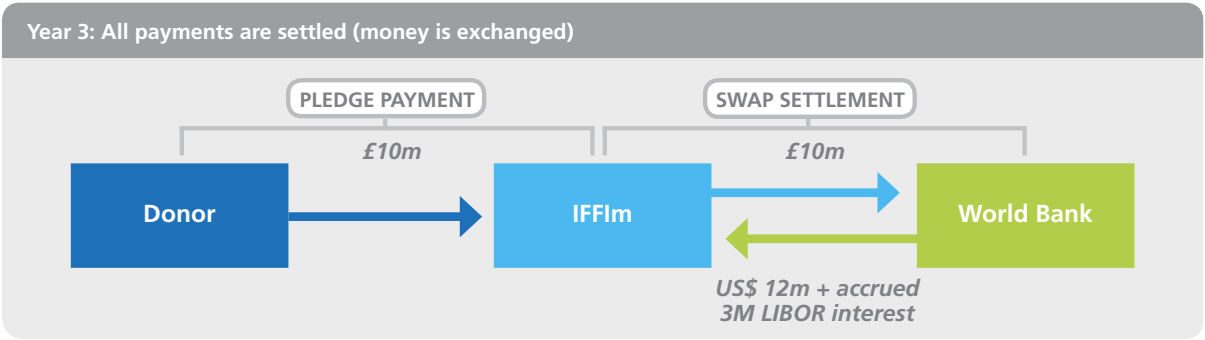 Year 3: All payments are settled (money is exchanged)
PLEDGE PAYMENT
SWAP SETTLEMENT
£10m
£10m
Donor
IFFIm
World Bank
US$ 12m + accrued
3M LIBOR interest